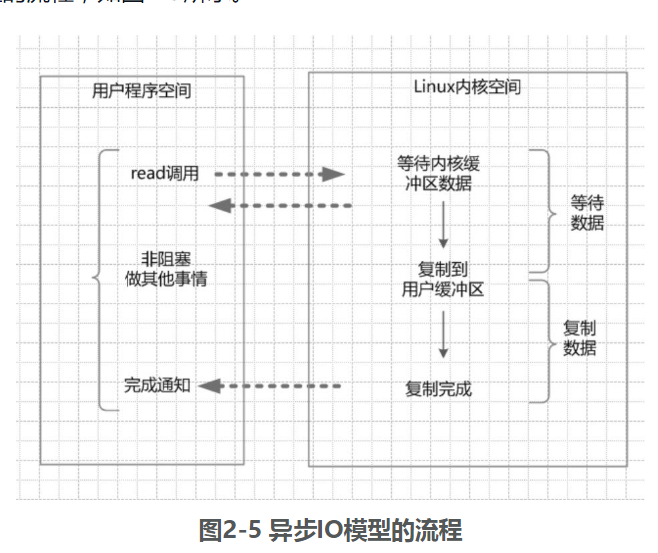 用户程序空间
Linux内核空间
read调用
等待内核缓
冲区数据
等待
数据
非阻塞
做其他事情
复制到
用户缓冲区
复制
数据
完成通知
复制完成
图2-5 异步IO模型的流程